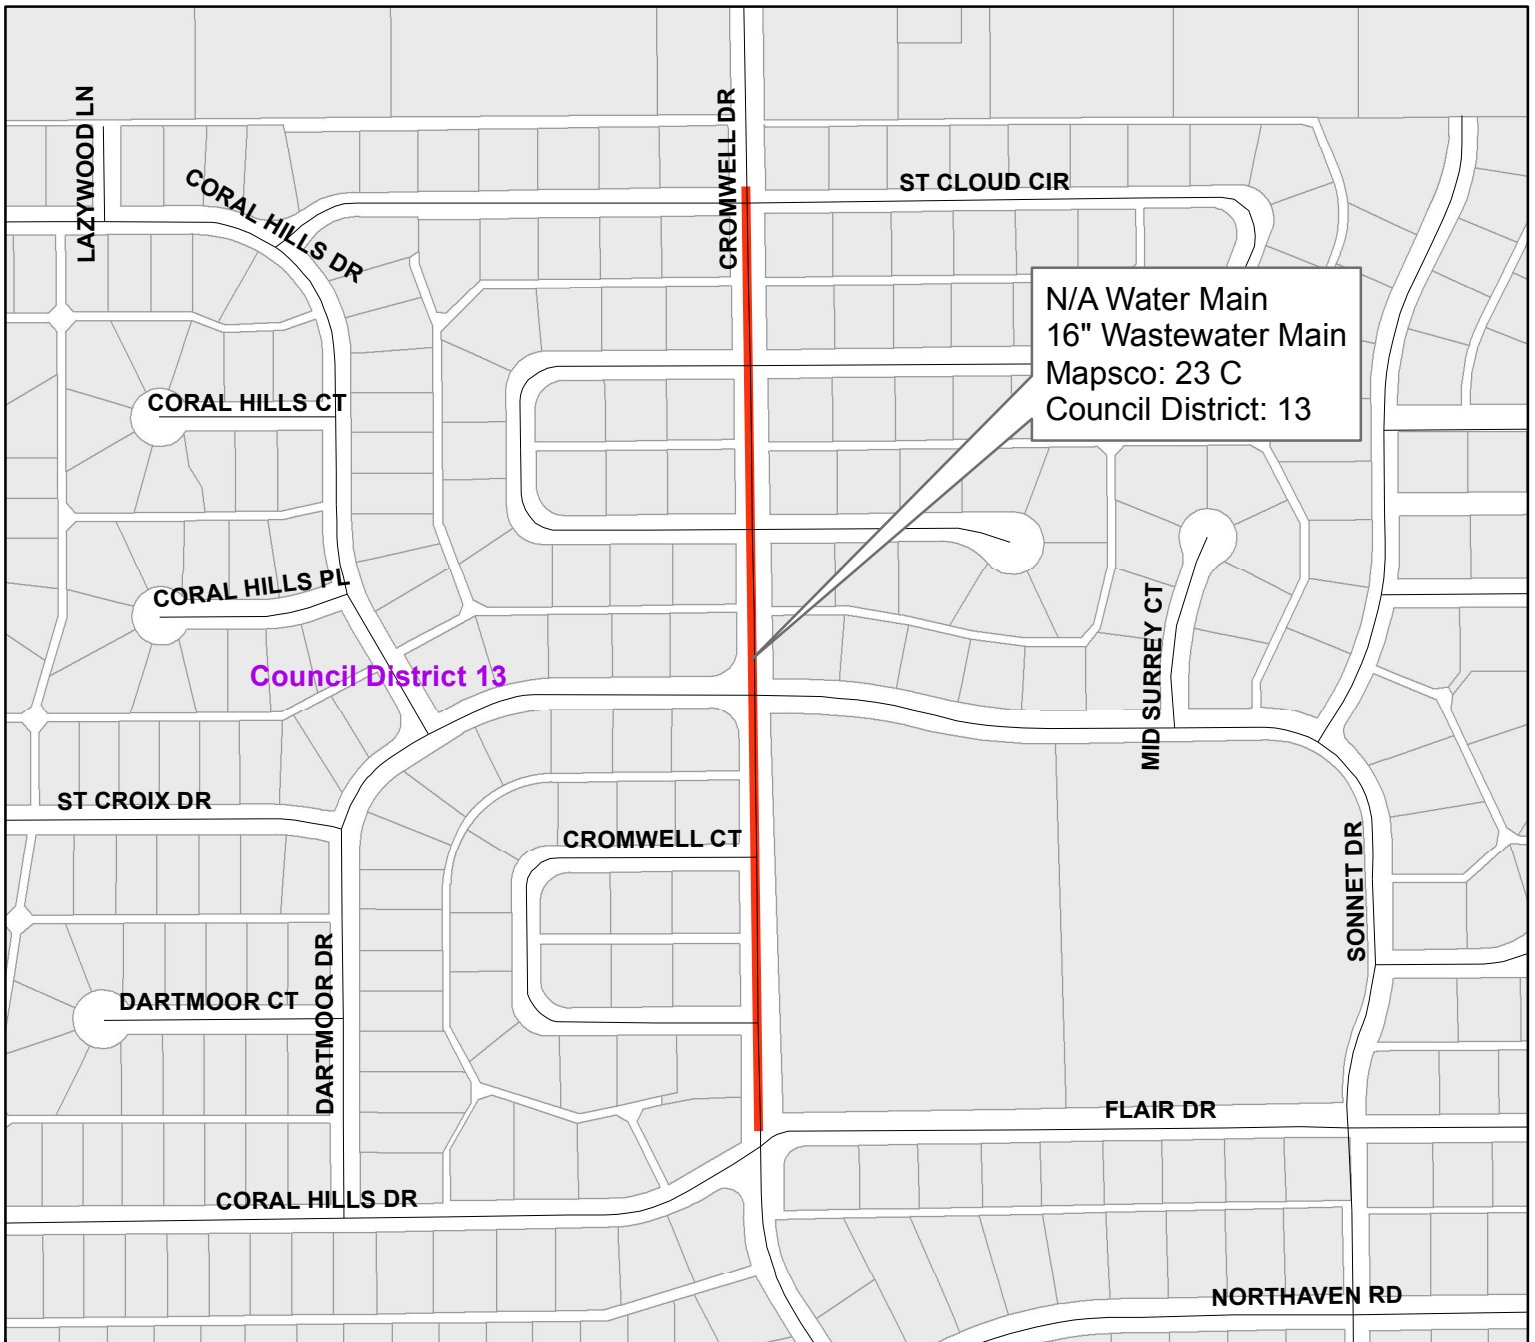 LAZYWOOD LN
CROMWELL DR
CORAL HILLS DR
ST CLOUD CIR
N/A Water Main
16" Wastewater Main
Mapsco: 23 C
Council District: 13
CORAL HILLS CT
CORAL HILLS PL
MID SURREY CT
Council District 13
ST CROIX DR
CROMWELL CT
SONNET DR
DARTMOOR DR
DARTMOOR CT
FLAIR DR
CORAL HILLS DR
NORTHAVEN RD